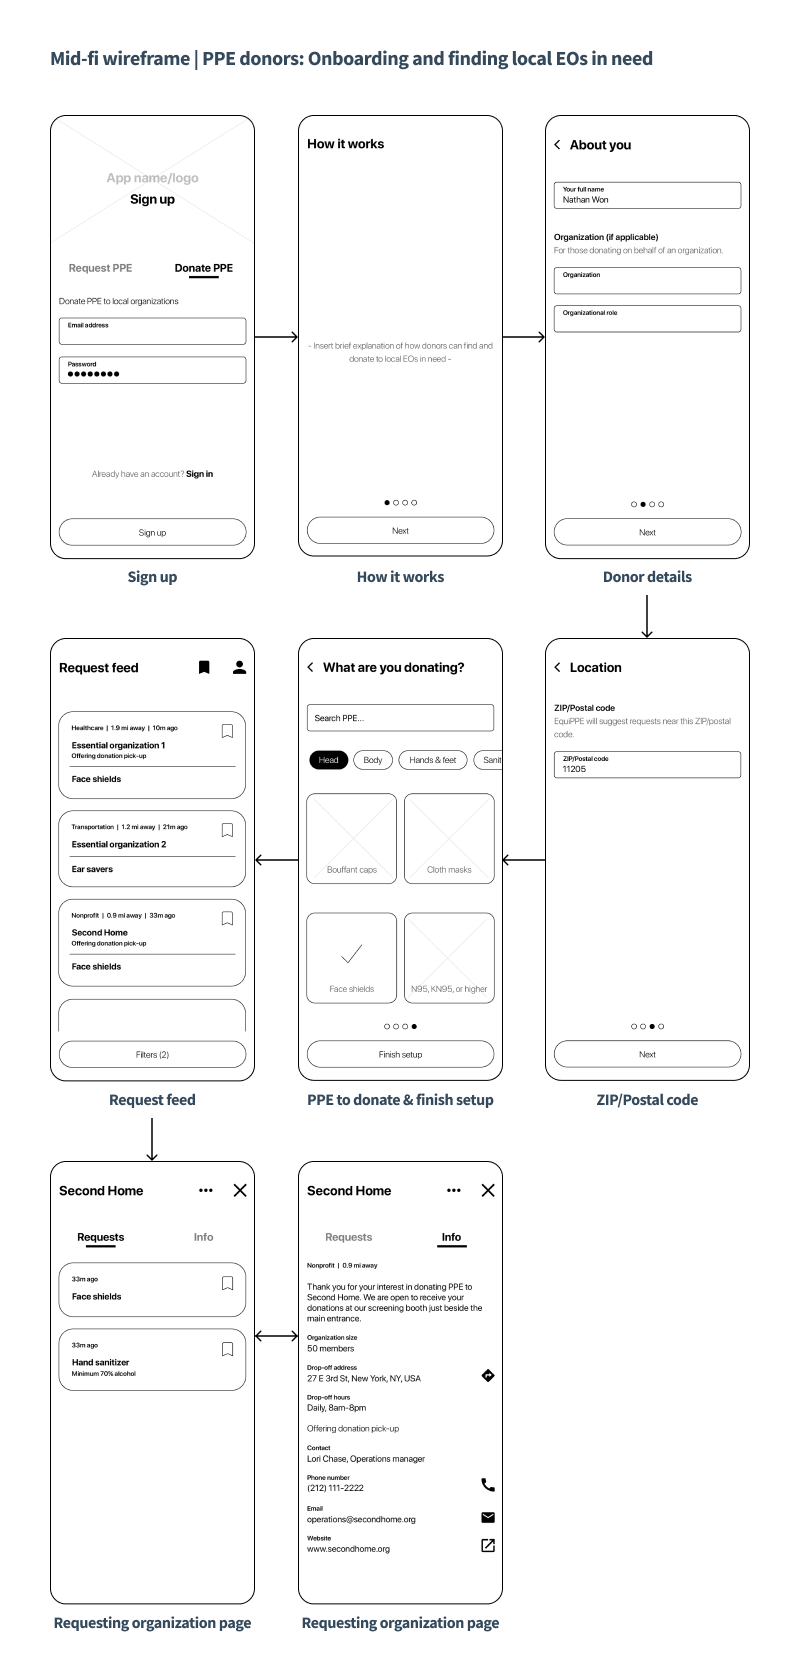 Mid-fi wireframe | PPE donors: Onboarding and finding local EOs in need
App name/logo
Sign up
Request PPE
Donate PPE
Donate PPE to local organizations
Email address
Password
Already have an account? Sign in
Sign up
Sign up
How it works
- Insert brief explanation of how donors can find and
donate to local EOs in need -
Next
How it works
About you
Your full name
Nathan Won
Organization (if applicable)
For those donating on behalf of an organization.
Organization
Organizational role
Next
Donor details
Request feed
Healthcare | 1.9 mi away | 10m ago
Essential organization 1
Offering donation pick-up
Face shields
Transportation | 1.2 mi away | 21m ago
Essential organization 2
Ear savers
Nonprofit | 0.9 mi away | 33m ago
Second Home
Offering donation pick-up
Face shields
Filters (2)
Request feed
What are you donating?
Search PPE...
Head
Body
Hands & feet
Sanit
Bouffant caps
Cloth masks
Face shields
N95, KN95, or higher
Finish setup
PPE to donate & finish setup
Location
ZIP/Postal code
EquiPPE will suggest requests near this ZIP/postal
code.
ZIP/Postal code
11205
Next
ZIP/Postal code
Second Home
Requests
Info
33m ago
Face shields
33m ago
Hand sanitizer
Minimum 70% alcohol
Requesting organization page
Second Home
Requests
Info
Nonprofit | 0.9 mi away
Thank you for your interest in donating PPE to
Second Home. We are open to receive your
donations at our screening booth just beside the
main entrance.
Organization size
50 members
Drop-off address
27 E 3rd St, New York, NY, USA
Drop-off hours
Daily, 8am-8pm
Offering donation pick-up
Contact
Lori Chase, Operations manager
Phone number
(212) 111-2222
Email
operations@secondhome.org
Website
www.secondhome.org
Requesting organization page